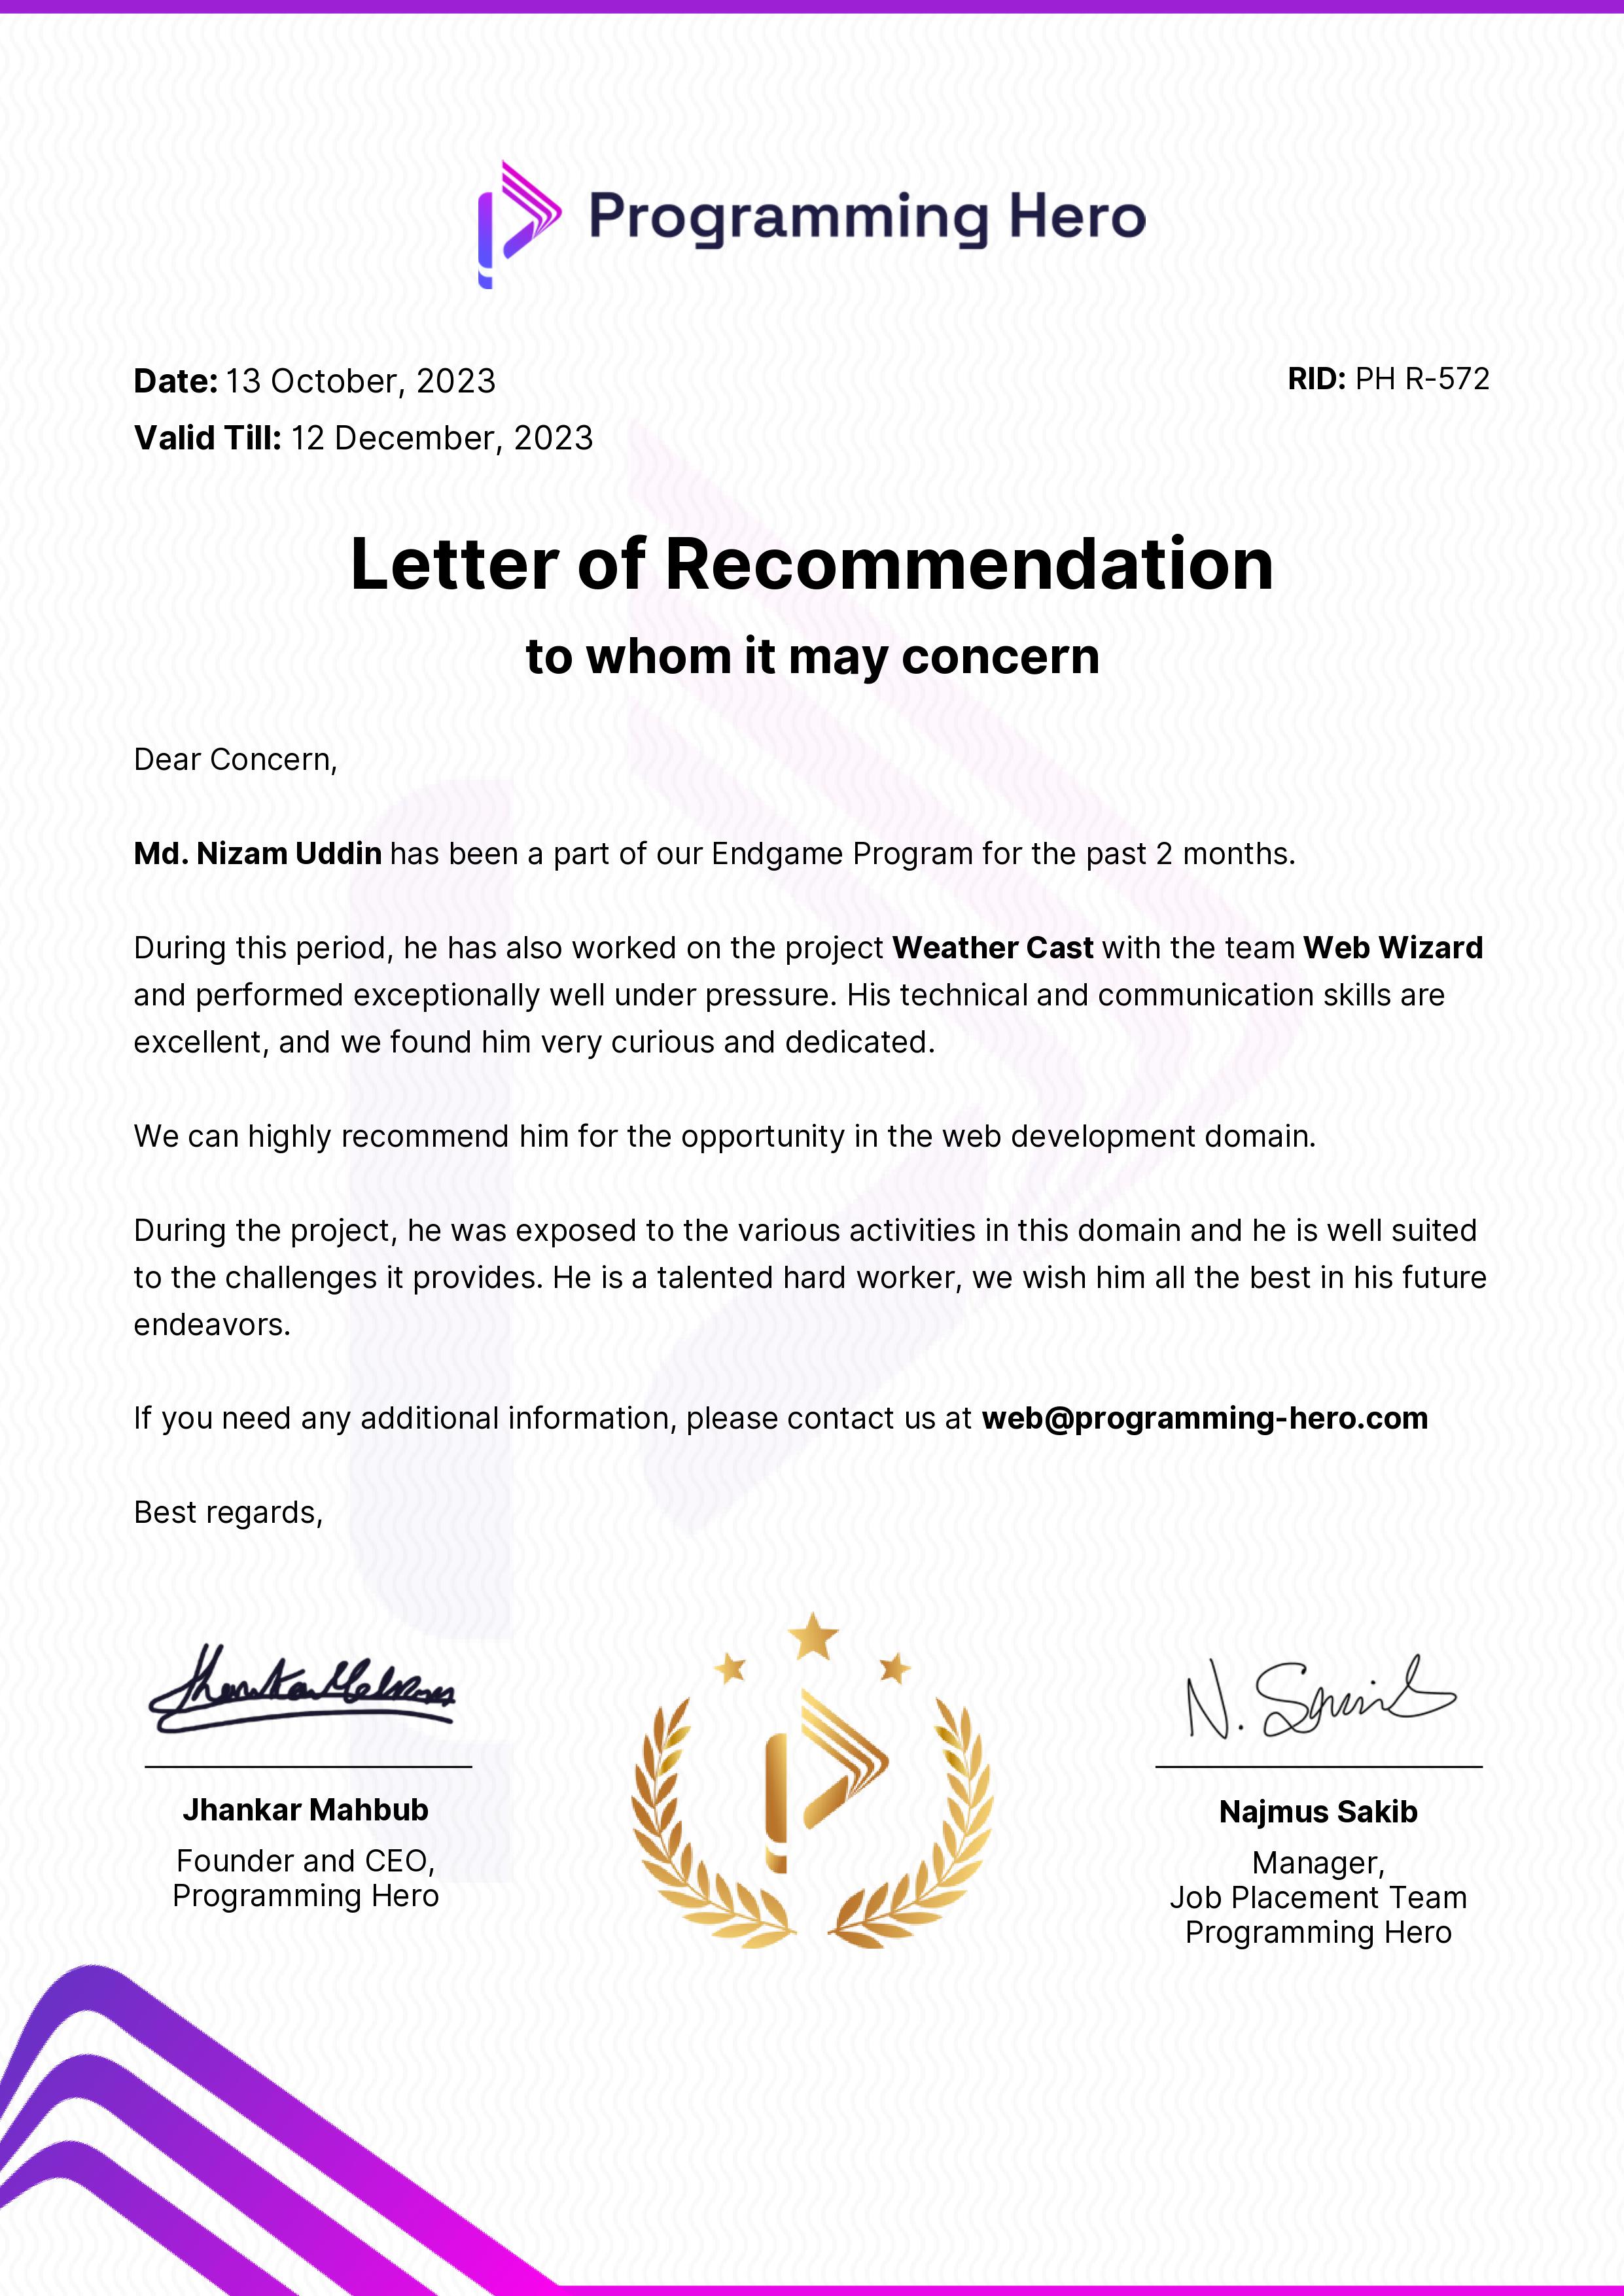 Programming Hero
Date: 13 October, 2023
RID: PH R-572
Valid Till: 12 December, 2023
Letter of Recommendation
to whom it may concern
Dear Concern,
Md. Nizam Uddin has been a part of our Endgame Program for the past 2 months.
During this period, he has also worked on the project Weather Cast with the team Web Wizard
and performed exceptionally well under pressure. His technical and communication skills are
excellent, and we found him very curious and dedicated.
We can highly recommend him for the opportunity in the web development domain.
During the project, he was exposed to the various activities in this domain and he is well suited
to the challenges it provides. He is a talented hard worker, we wish him all the best in his future
endeavors.
If you need any additional information, please contact us at web@programming-hero.com
Best regards,
Jhankar Mahbub
Founder and CEO,
Programming Hero
N. Sakib
Najmus Sakib
Manager,
Job Placement Team
Programming Hero